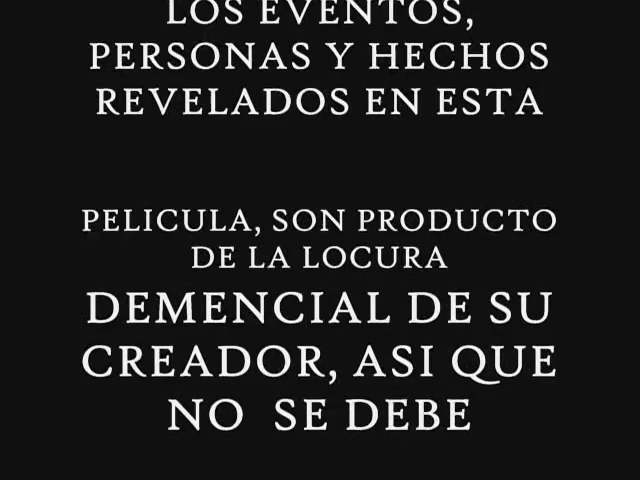 LOS EVENTOS,
PERSONAS Y HECHOS
REVELADOS EN ESTA
PELICULA, SON PRODUCTO
DE LA LOCURA
DEMENCIAL DE SU
CREADOR, ASI QUE
NO SE DEBE